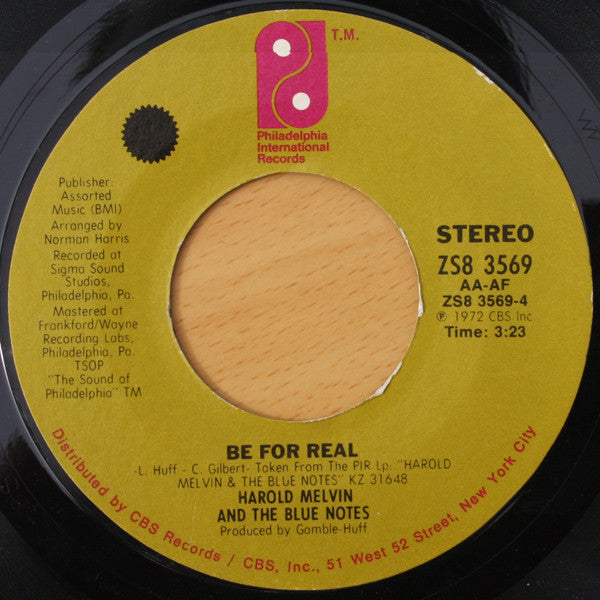 T.M.
Philadelphia
International
Records
Publisher:
Assorted
Music (BMI)
Arranged by
Norman Harris
Recorded at
Sigma Sound
Studios,
Philadelphia, Pa.
Mastered at
Frankford/Wayne
Recording Labs,
Philadelphia, Pa.
TSOP
"The Sound of
Philadelphia" TM
STEREO
ZS8 3569
AA-AF
ZS8 3569-4
℗ 1972 CBS Inc
Time: 3:23
BE FOR REAL
-L. Huff - C. Gilbert- Taken From The PIR Lp: "HAROLD
MELVIN & THE BLUE NOTES" KZ 31648
HAROLD MELVIN
AND THE BLUE NOTES
Produced by Gamble-Huff
Distributed by CBS Records / CBS, Inc., 51 West 52 Street, New York City